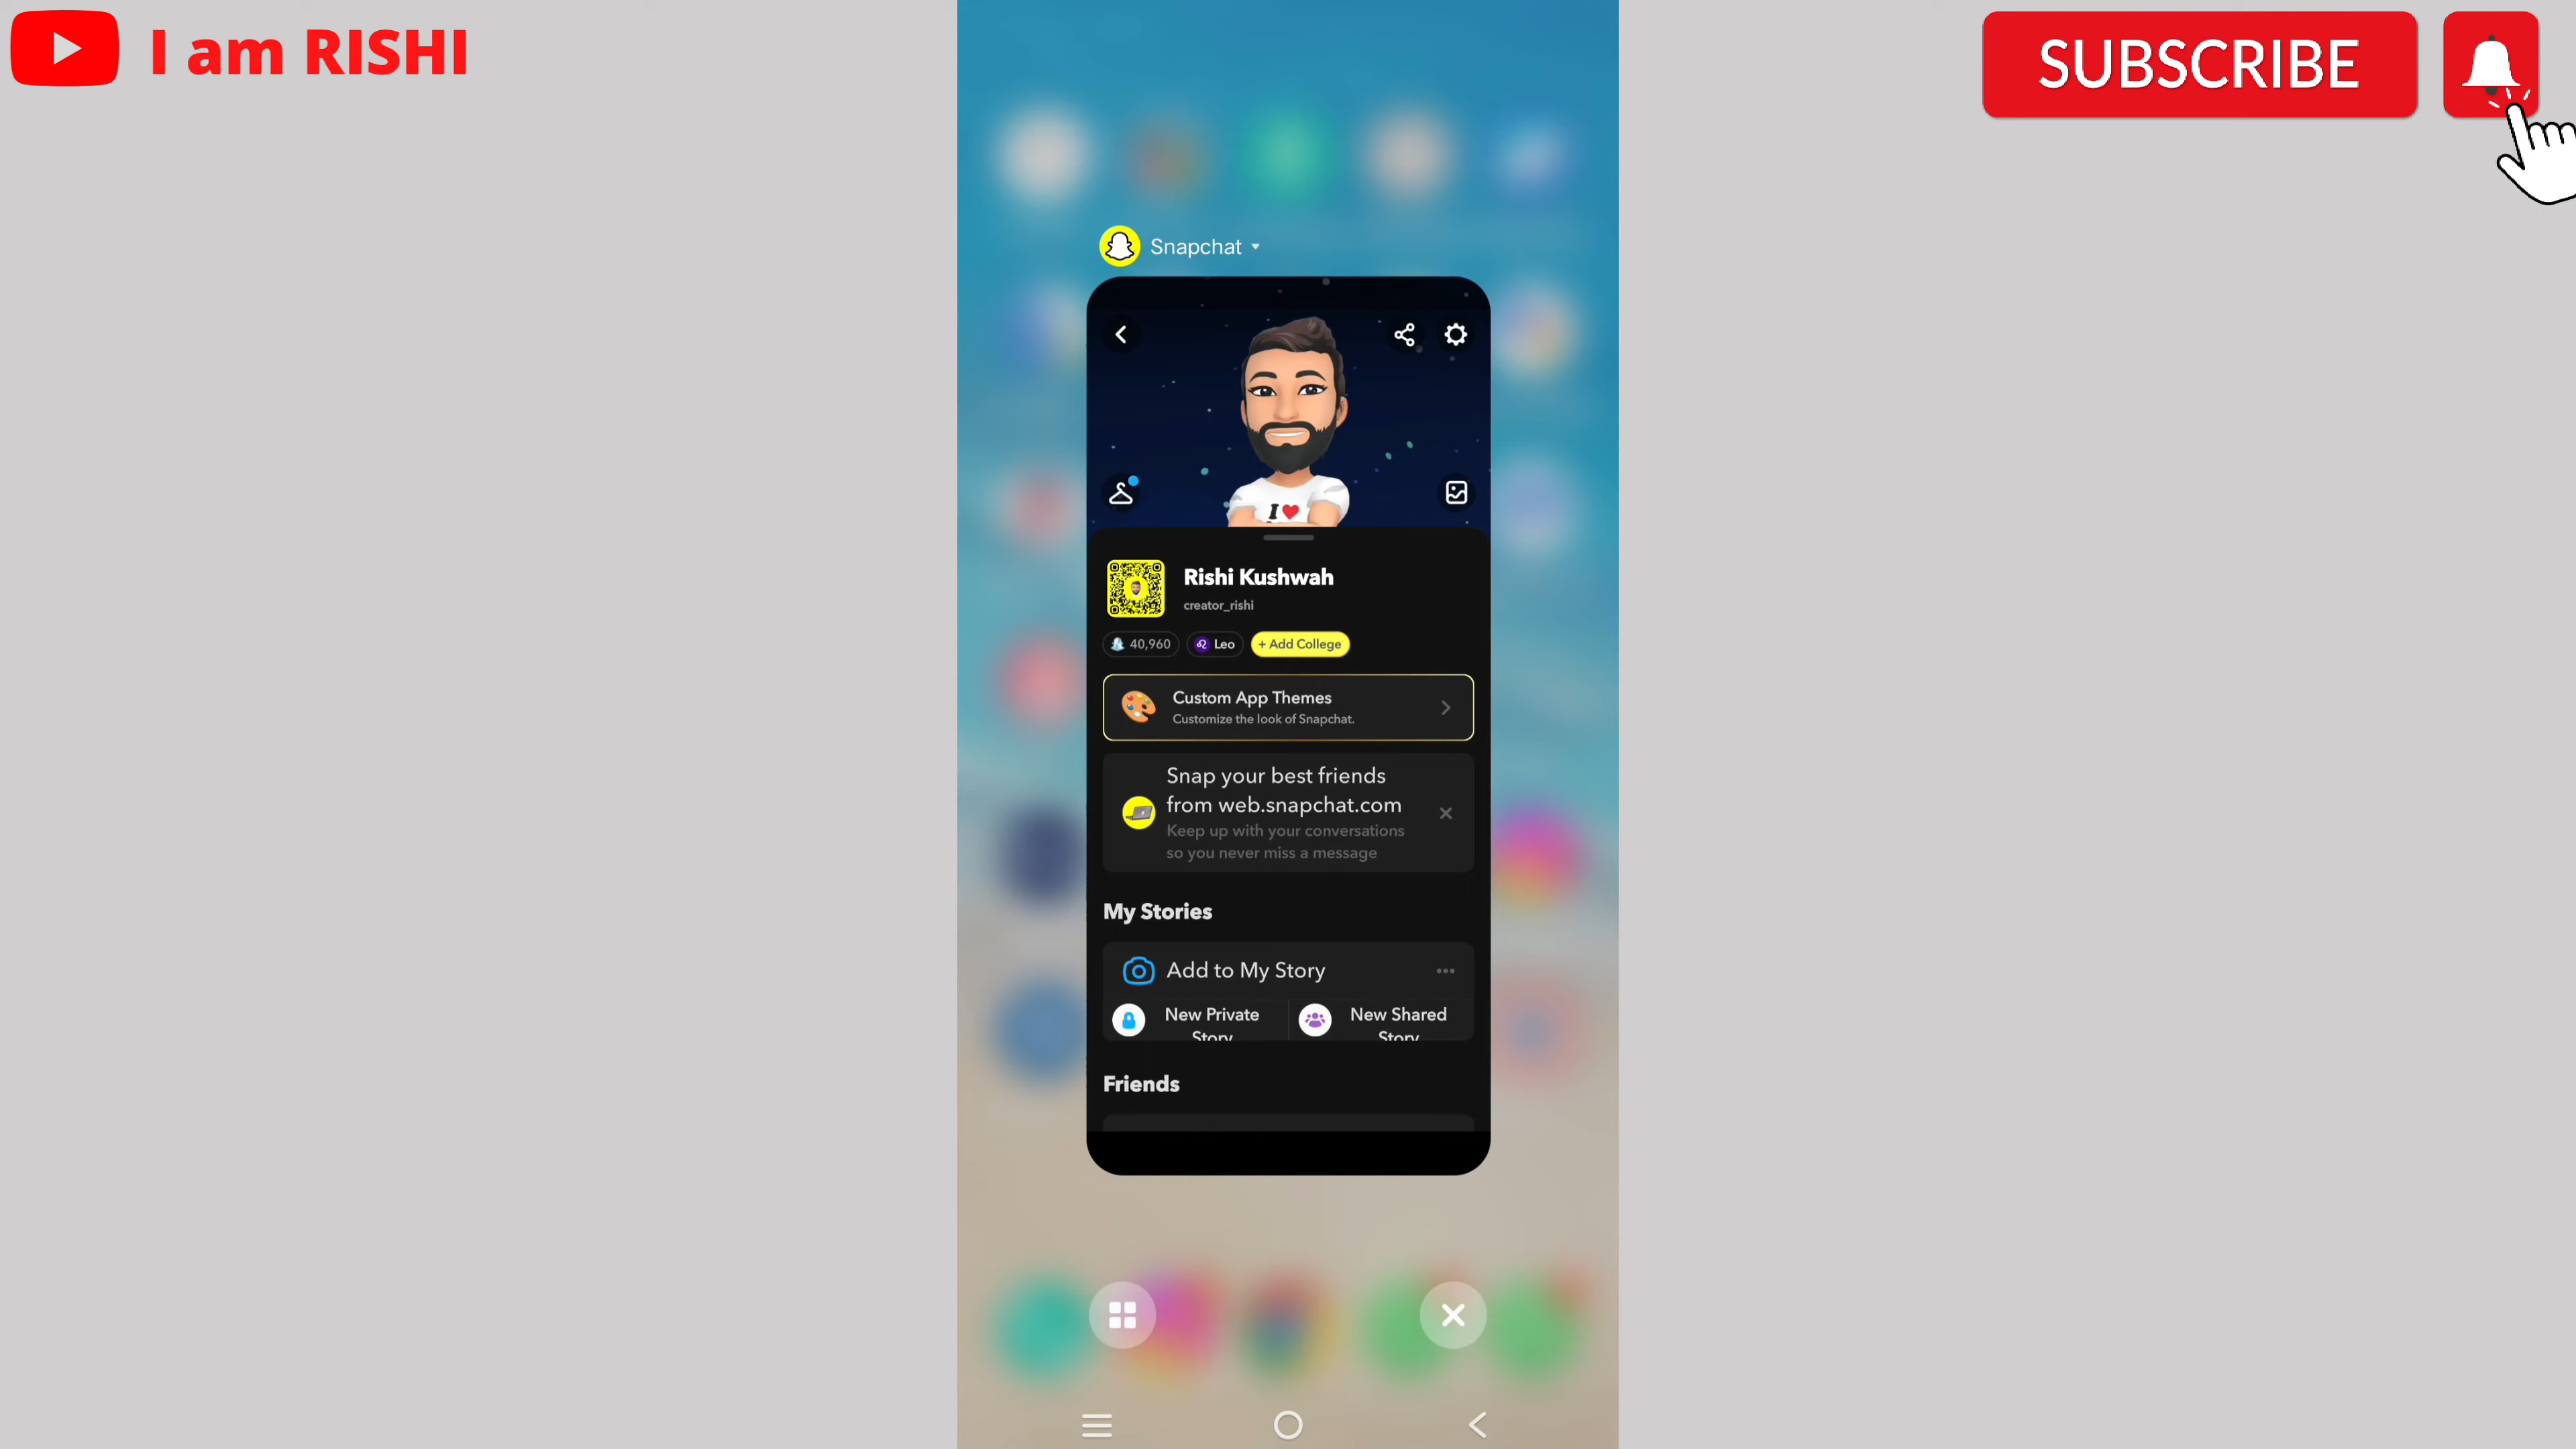 I am RISHI
SUBSCRIBE
Snapchat
I
Rishi Kushwah
creator_rishi
40,960
Leo
+ Add College
Custom App Themes
Customize the look of Snapchat.
Snap your best friends
from web.snapchat.com
Keep up with your conversations
so you never miss a message
My Stories
Add to My Story
New Private
Story
New Shared
Story
Friends